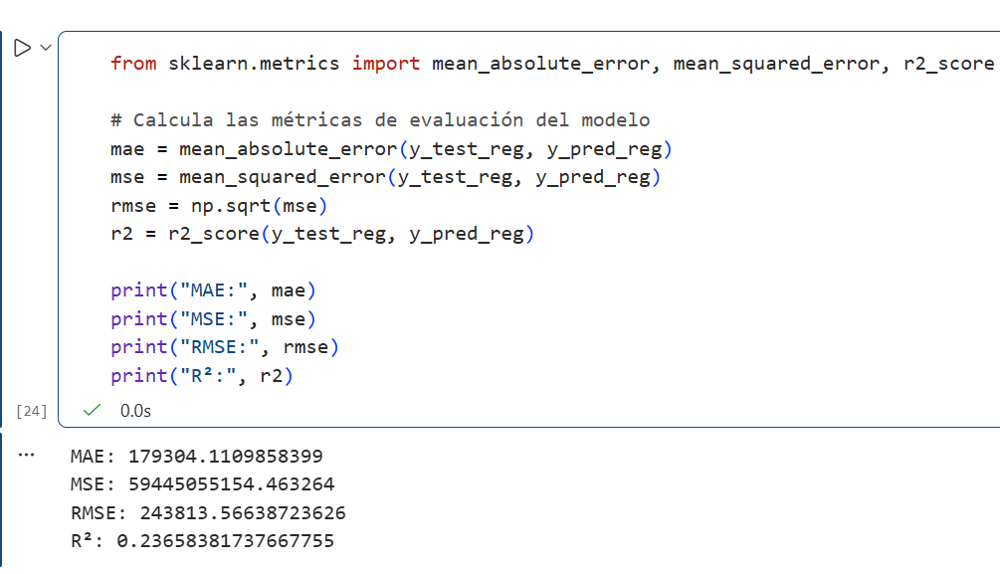 from sklearn.metrics import mean_absolute_error, mean_squared_error, r2_score
# Calcula las métricas de evaluación del modelo
mae = mean_absolute_error(y_test_reg, y_pred_reg)
mse = mean_squared_error(y_test_reg, y_pred_reg)
rmse = np.sqrt(mse)
r2 = r2_score(y_test_reg, y_pred_reg)
print("MAE:", mae)
print("MSE:", mse)
print("RMSE:", rmse)
print("R²:", r2)
[24] 0.0s
MAE: 179304.1109858399
MSE: 59445055154.463264
RMSE: 243813.56638723626
R²: 0.23658381737667755